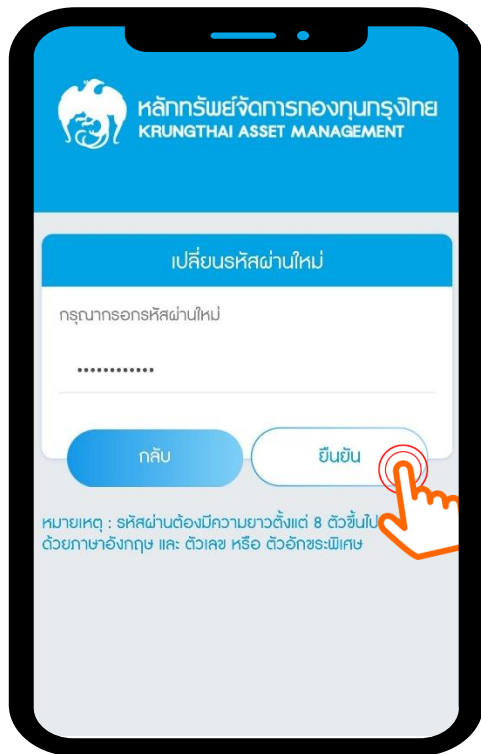 หลักทรัพย์จัดการกองทุนกรุงไทย
KRUNGTHAI ASSET MANAGEMENT
เปลี่ยนรหัสผ่านใหม่
กรุณากรอกรหัสผ่านใหม่
••••••••••••
กลับ
ยืนยัน
หมายเหตุ : รหัสผ่านต้องมีความยาวตั้งแต่ 8 ตัวขึ้นไป
ด้วยภาษาอังกฤษ และ ตัวเลข หรือ ตัวอักขระพิเศษ